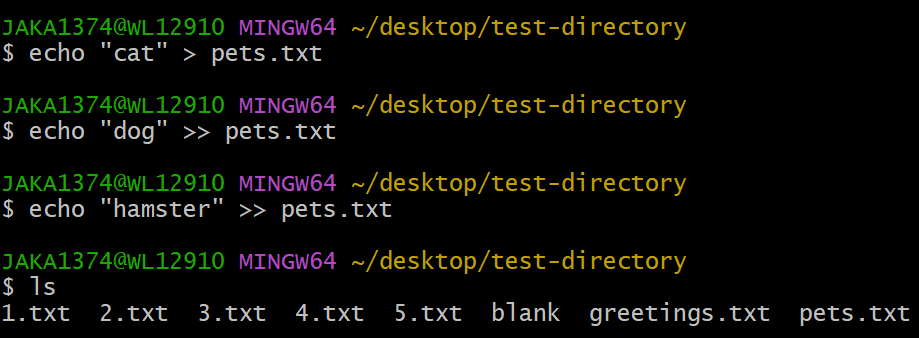 JAKA1374@WL12910 MINGW64 ~/desktop/test-directory
$ echo "cat" > pets.txt
JAKA1374@WL12910 MINGW64 ~/desktop/test-directory
$ echo "dog" >> pets.txt
JAKA1374@WL12910 MINGW64 ~/desktop/test-directory
$ echo "hamster" >> pets.txt
JAKA1374@WL12910 MINGW64 ~/desktop/test-directory
$ ls
1.txt  2.txt  3.txt  4.txt  5.txt  blank  greetings.txt  pets.txt